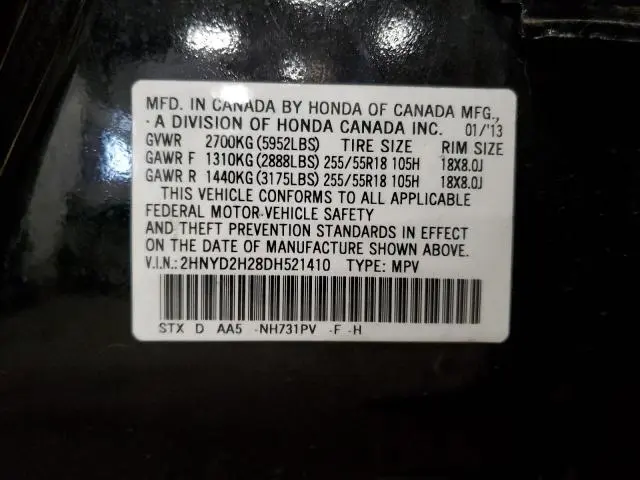 MFD. IN CANADA BY HONDA OF CANADA MFG.,
- A DIVISION OF HONDA CANADA INC. 01/'13
GVWR 2700KG (5952LBS) TIRE SIZE RIM SIZE
GAWR F 1310KG (2888LBS) 255/55R18 105H 18X8.0J
GAWR R 1440KG (3175LBS) 255/55R18 105H 18X8.0J
THIS VEHICLE CONFORMS TO ALL APPLICABLE
FEDERAL MOTOR-VEHICLE SAFETY
AND THEFT PREVENTION STANDARDS IN EFFECT
ON THE DATE OF MANUFACTURE SHOWN ABOVE.
V.I.N.: 2HNYD2H28DH521410 TYPE: MPV
STX D AA5 -NH731PV -F -H